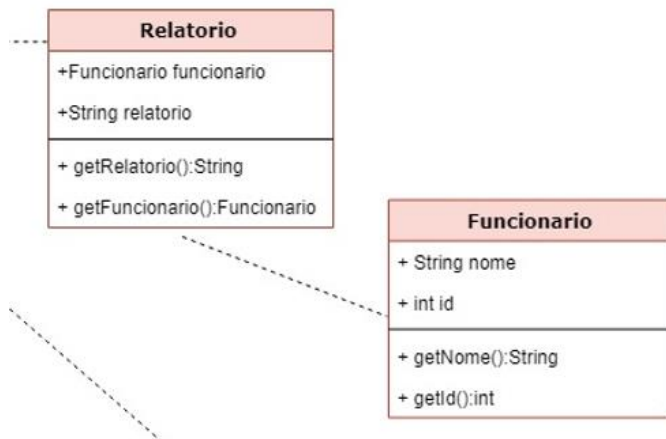 Relatorio
+Funcionario funcionario
+String relatorio
+ getRelatorio():String
+ getFuncionario():Funcionario
Funcionario
+ String nome
+ int id
+ getNome():String
+ getId():int